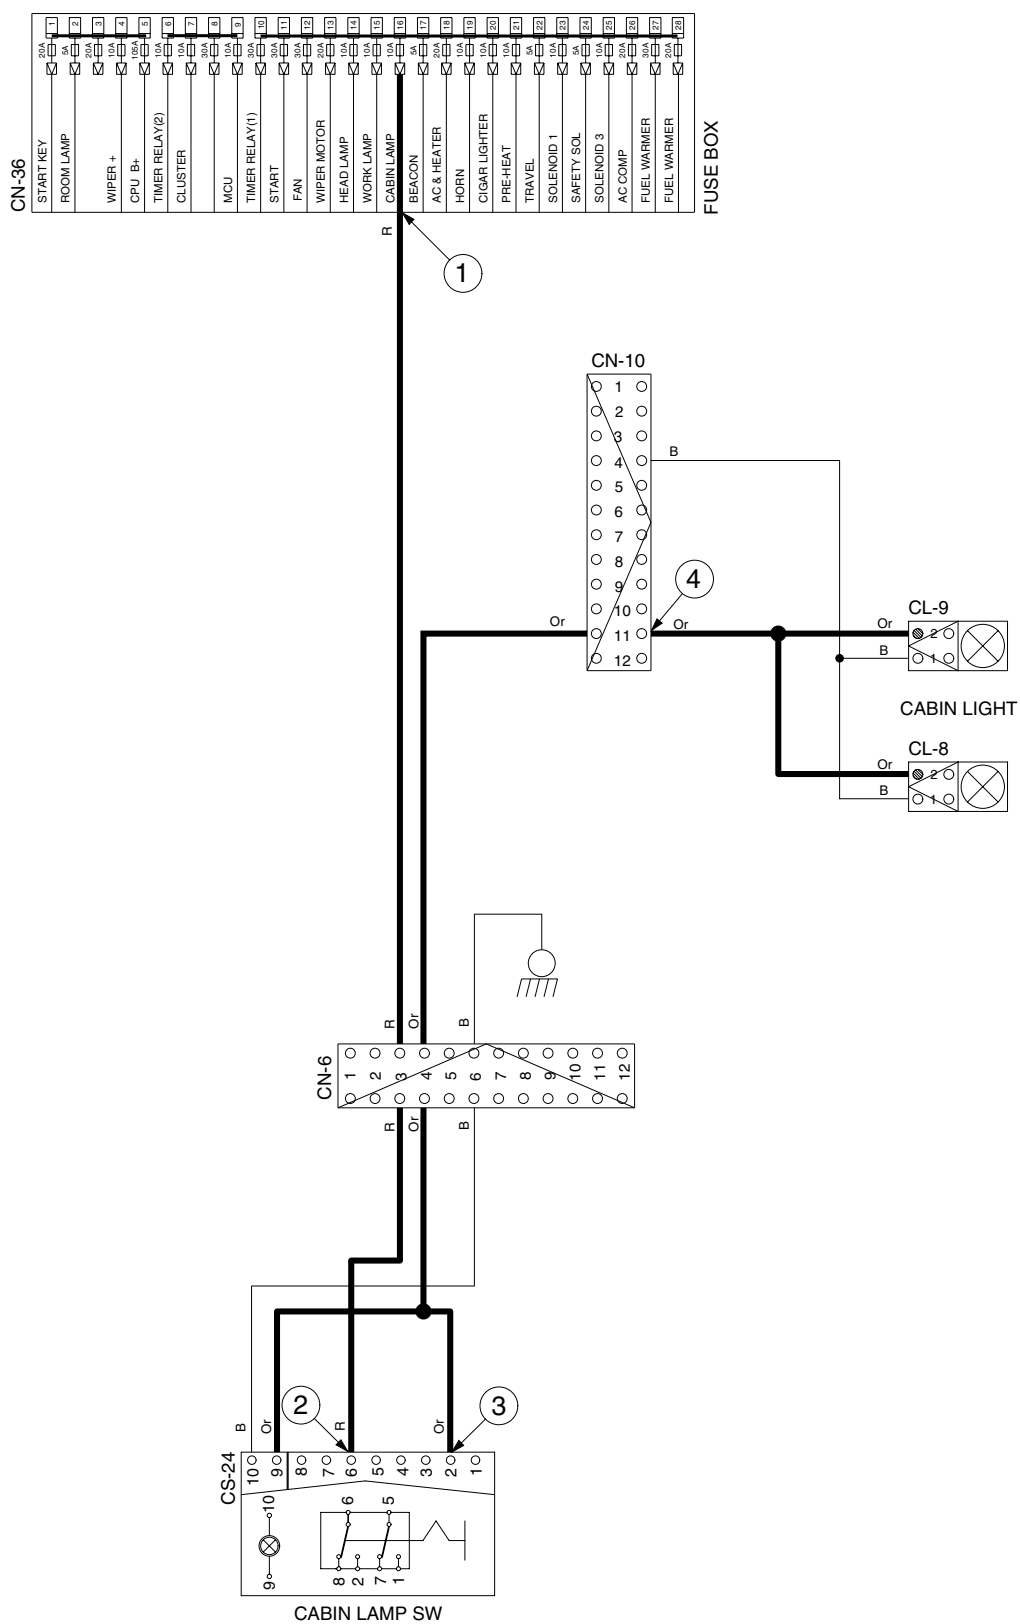 CN-36
1 2 3 4 5 6 7 8 9 10 11 12 13 14 15 16 17 18 19 20 21 22 23 24 25 26 27 28
20A 5A 20A 10A 105A 10A 10A 30A 10A 30A 30A 30A 20A 10A 10A 10A 5A 20A 10A 10A 10A 5A 10A 5A 10A 20A 30A 20A
START KEY
ROOM LAMP
WIPER +
CPU B+
TIMER RELAY(2)
CLUSTER
MCU
TIMER RELAY(1)
START
FAN
WIPER MOTOR
HEAD LAMP
WORK LAMP
CABIN LAMP
BEACON
AC & HEATER
HORN
CIGAR LIGHTER
PRE-HEAT
TRAVEL
SOLENOID 1
SAFETY SOL
SOLENOID 3
AC COMP
FUEL WARMER
FUEL WARMER
FUSE BOX
R
1
CN-10
1
2
3
4
5
6
7
8
9
10
11
12
B
4
Or
Or
CL-9
Or
2
B
1
CABIN LIGHT
CL-8
Or
2
B
1
R Or B
CN-6
1 2 3 4 5 6 7 8 9 10 11 12
R Or B
2
3
B Or R Or
CS-24
10 9 8 7 6 5 4 3 2 1
10
9
6 5
8 2 7 1
CABIN LAMP SW